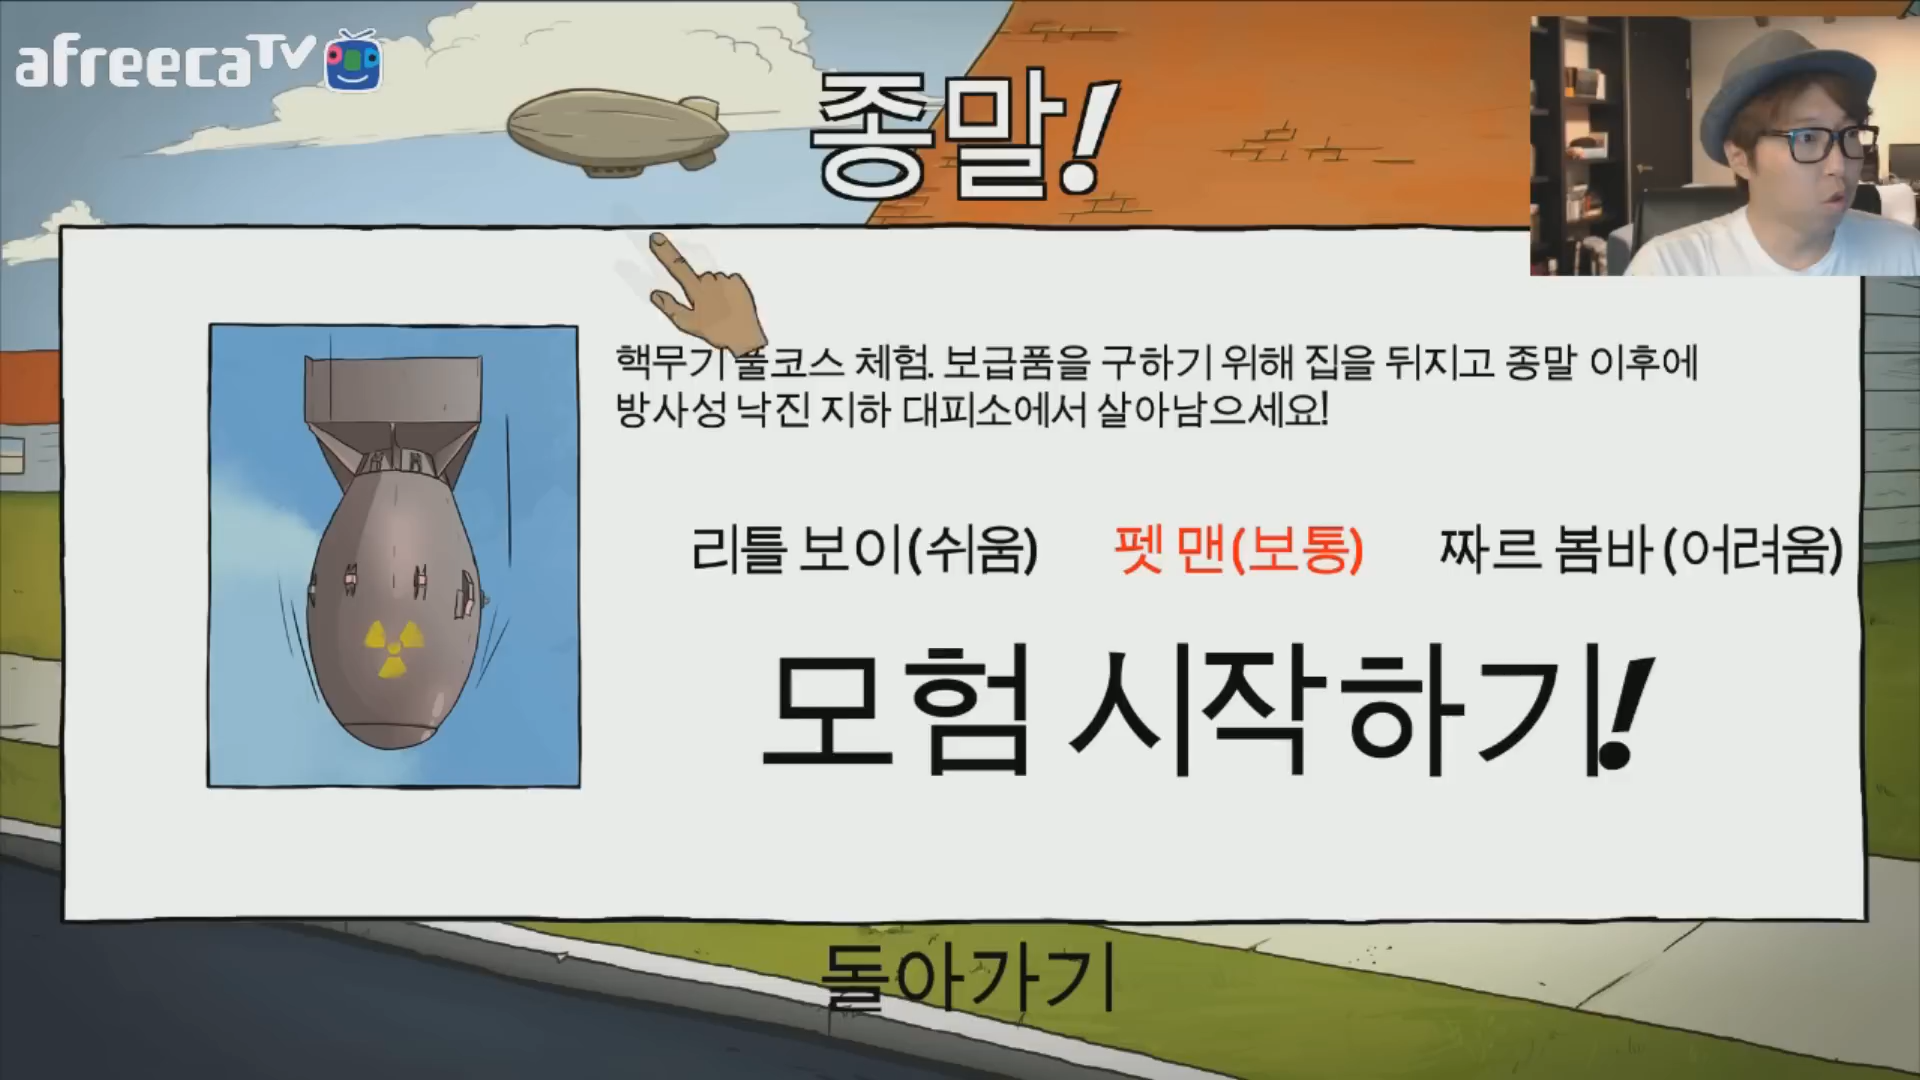 afreecaTV
종말!
핵무기 풀코스 체험. 보급품을 구하기 위해 집을 뒤지고 종말 이후에
방사성 낙진 지하 대피소에서 살아남으세요!
리틀 보이(쉬움) 펫 맨(보통) 짜르 봄바(어려움)
모험 시작하기!
돌아가기